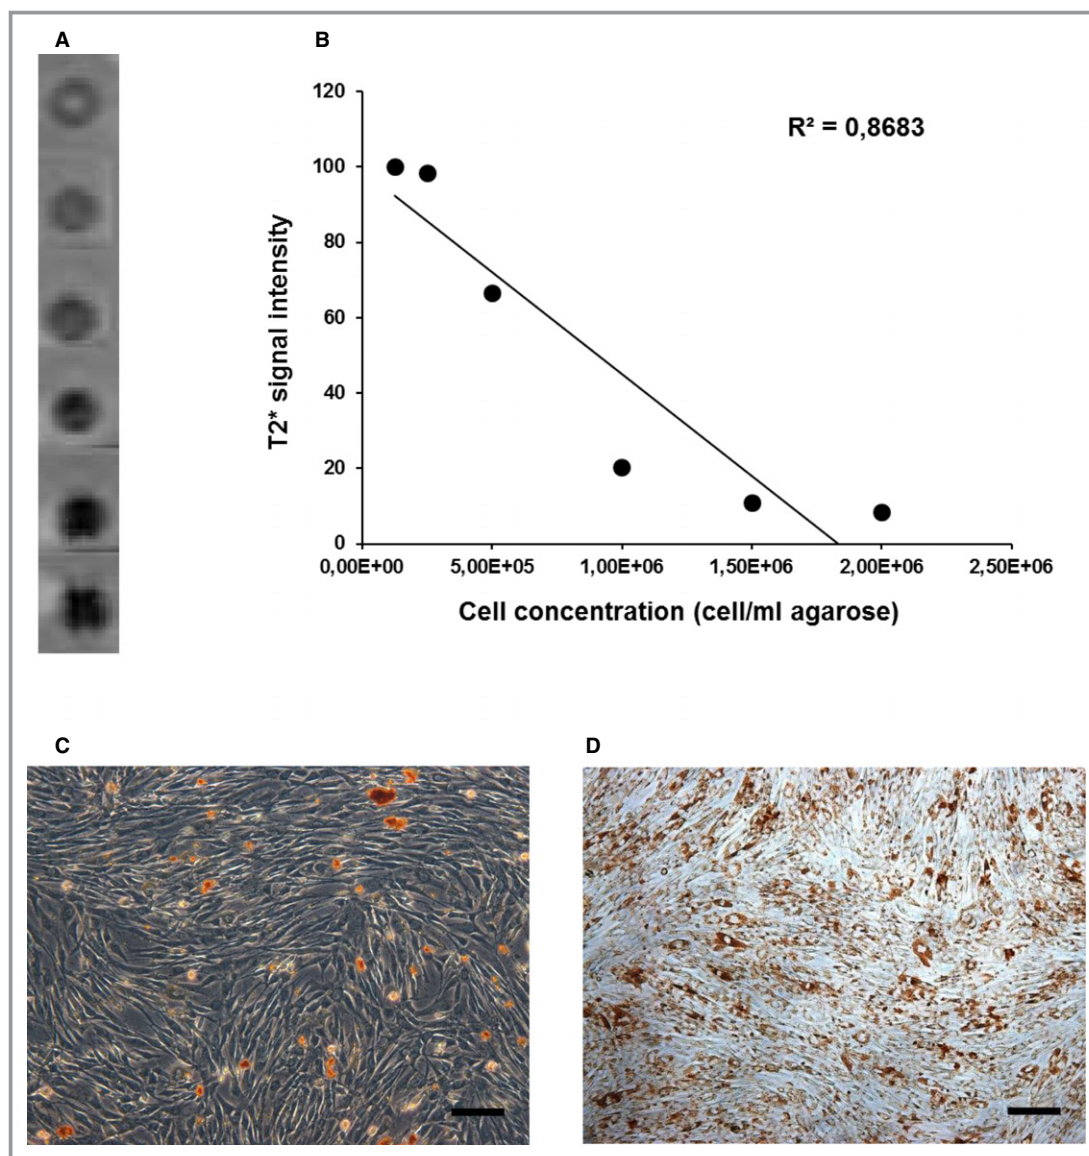 A
B
120
R² = 0,8683
100
80
60
40
20
0
T2* signal intensity
0,00E+00 5,00E+05 1,00E+06 1,50E+06 2,00E+06 2,50E+06
Cell concentration (cell/ml agarose)
C
D